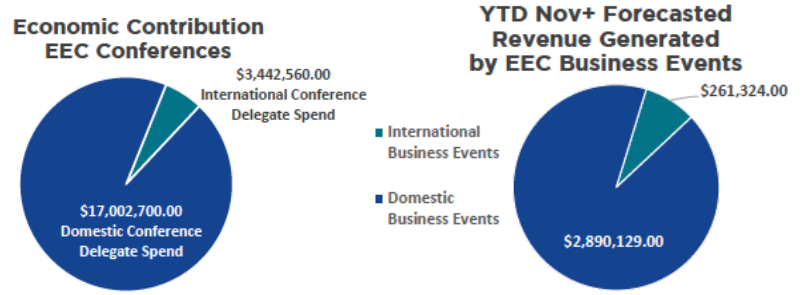 Economic Contribution
EEC Conferences
$3,442,560.00
International Conference
Delegate Spend
$17,002,700.00
Domestic Conference
Delegate Spend
YTD Nov+ Forecasted
Revenue Generated
by EEC Business Events
$261,324.00
International
Business Events
Domestic
Business Events
$2,890,129.00